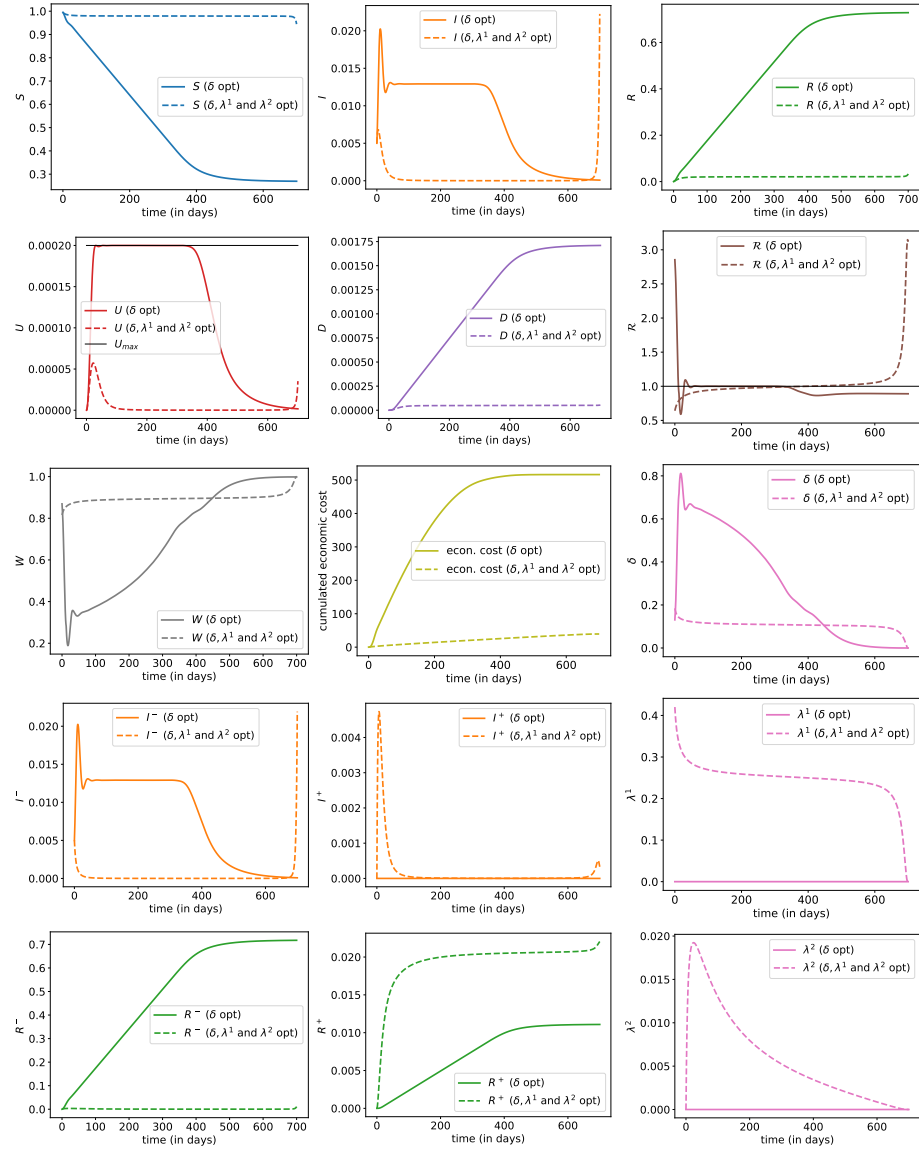 1.0
0.9
0.8
0.7
0.6
0.5
0.4
0.3
S
S (δ opt)
S (δ, λ¹ and λ² opt)
0
200
400
600
time (in days)
0.020
0.015
0.010
0.005
0.000
I
I (δ opt)
I (δ, λ¹ and λ² opt)
0
200
400
600
time (in days)
0.6
0.4
0.2
0.0
R
R (δ opt)
R (δ, λ¹ and λ² opt)
0
100
200
300
400
500
600
700
time (in days)
0.00020
0.00015
0.00010
0.00005
0.00000
U
U (δ opt)
U (δ, λ¹ and λ² opt)
Umax
0
200
400
600
time (in days)
0.00175
0.00150
0.00125
0.00100
0.00075
0.00050
0.00025
0.00000
D
D (δ opt)
D (δ, λ¹ and λ² opt)
0
200
400
600
time (in days)
3.0
2.5
2.0
1.5
1.0
0.5
ℛ
ℛ (δ opt)
ℛ (δ, λ¹ and λ² opt)
0
200
400
600
time (in days)
1.0
0.8
0.6
0.4
0.2
W
W (δ opt)
W (δ, λ¹ and λ² opt)
0
100
200
300
400
500
600
700
time (in days)
500
400
300
200
100
0
cumulated economic cost
econ. cost (δ opt)
econ. cost (δ, λ¹ and λ² opt)
0
200
400
600
time (in days)
0.8
0.6
0.4
0.2
0.0
δ
δ (δ opt)
δ (δ, λ¹ and λ² opt)
0
200
400
600
time (in days)
0.020
0.015
0.010
0.005
0.000
I⁻
I⁻ (δ opt)
I⁻ (δ, λ¹ and λ² opt)
0
200
400
600
time (in days)
0.004
0.003
0.002
0.001
0.000
I⁺
I⁺ (δ opt)
I⁺ (δ, λ¹ and λ² opt)
0
200
400
600
time (in days)
0.4
0.3
0.2
0.1
0.0
λ¹
λ¹ (δ opt)
λ¹ (δ, λ¹ and λ² opt)
0
200
400
600
time (in days)
0.7
0.6
0.5
0.4
0.3
0.2
0.1
0.0
R⁻
R⁻ (δ opt)
R⁻ (δ, λ¹ and λ² opt)
0
100
200
300
400
500
600
700
time (in days)
0.020
0.015
0.010
0.005
0.000
R⁺
R⁺ (δ opt)
R⁺ (δ, λ¹ and λ² opt)
0
200
400
600
time (in days)
0.020
0.015
0.010
0.005
0.000
λ²
λ² (δ opt)
λ² (δ, λ¹ and λ² opt)
0
200
400
600
time (in days)